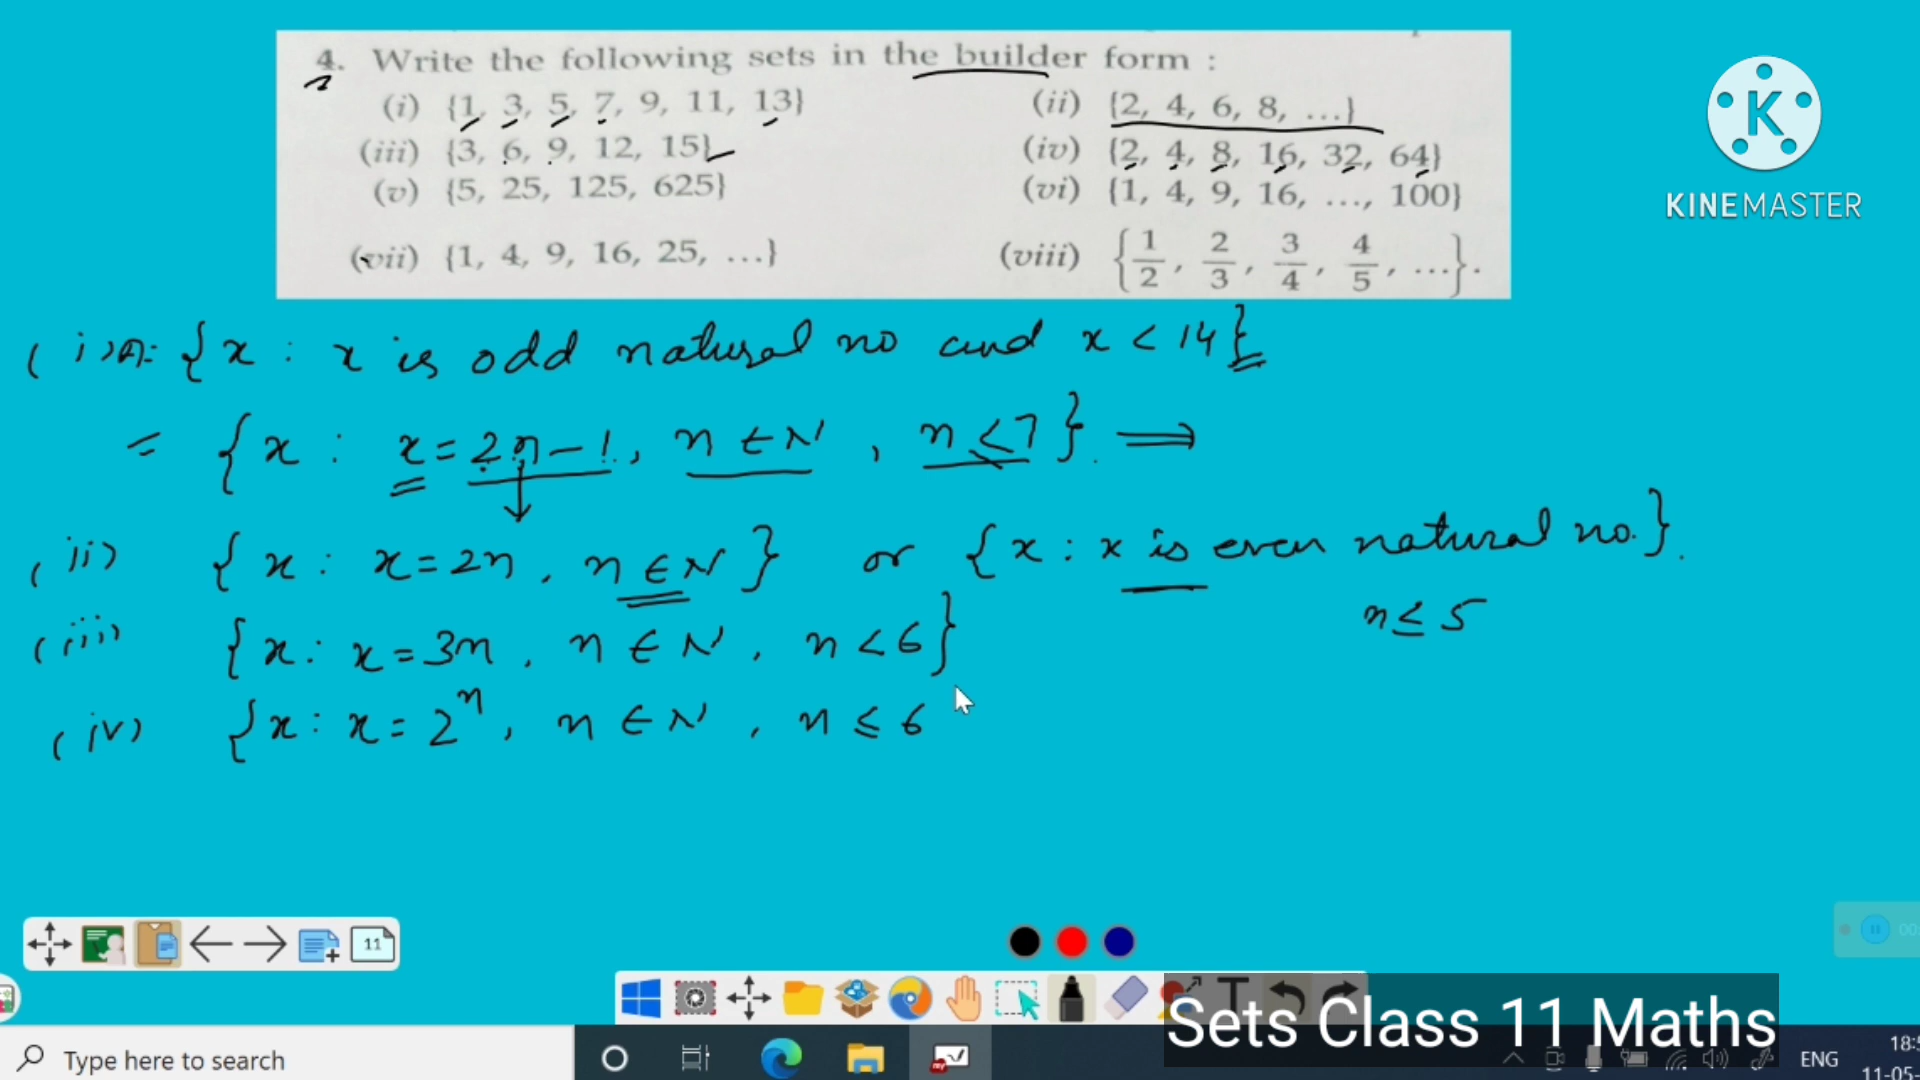 4. Write the following sets in the builder form :
(i) {1, 3, 5, 7, 9, 11, 13}
(ii) {2, 4, 6, 8, ...}
(iii) {3, 6, 9, 12, 15}
(iv) {2, 4, 8, 16, 32, 64}
(v) {5, 25, 125, 625}
(vi) {1, 4, 9, 16, ..., 100}
(vii) {1, 4, 9, 16, 25, ...}
(viii) {1/2, 2/3, 3/4, 4/5, ...}.
KINEMASTER
(i) A= {x : x is odd natural no and x < 14}
= {x : x = 2n-1, n ∈ N, n ≤ 7}. ⇒
(ii) {x : x = 2n, n ∈ N} or {x : x is even natural no.}.
n ≤ 5
(iii) {x : x = 3n, n ∈ N, n < 6}
(iv) {x : x = 2ⁿ, n ∈ N, n ≤ 6
11
Sets Class 11 Maths
Type here to search
ENG